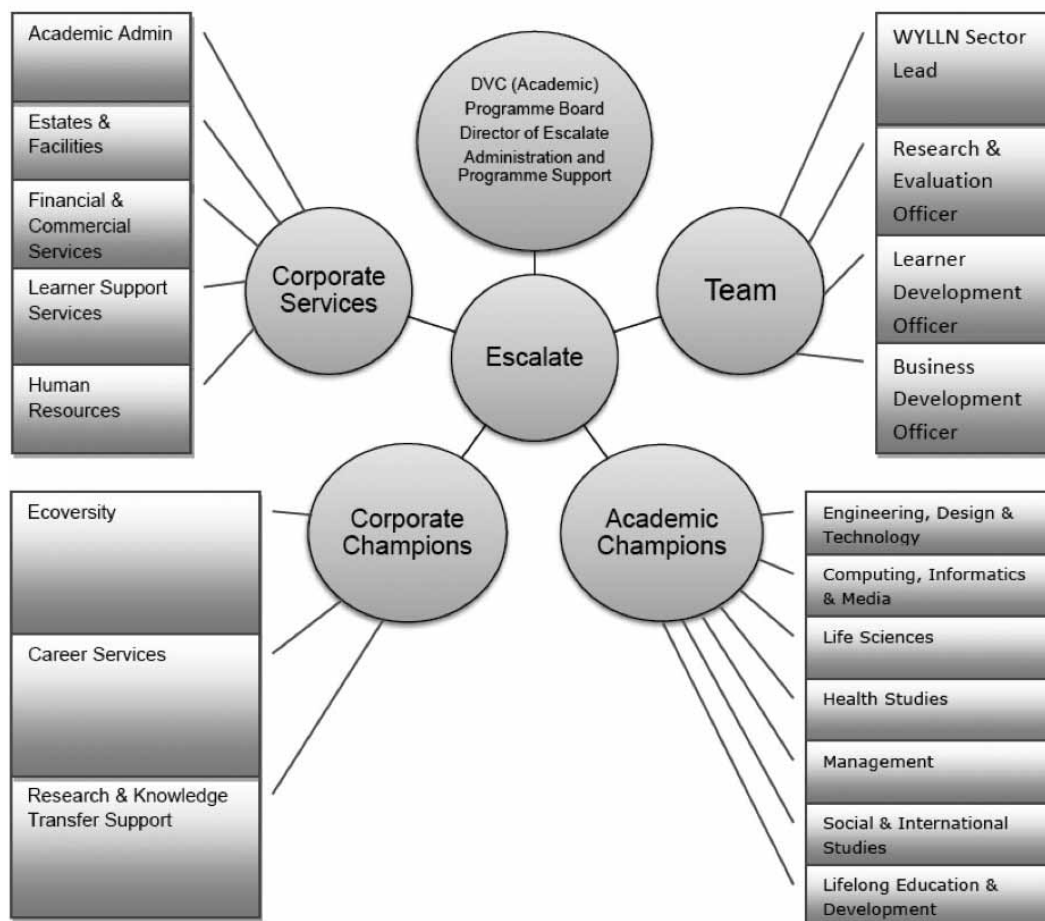 Academic Admin
Estates &
Facilities
Financial &
Commercial
Services
Learner Support
Services
Human
Resources
DVC (Academic)
Programme Board
Director of Escalate
Administration and
Programme Support
Corporate
Services
Escalate
Team
WYLLN Sector
Lead
Research &
Evaluation
Officer
Learner
Development
Officer
Business
Development
Officer
Ecoversity
Career Services
Research & Knowledge
Transfer Support
Corporate
Champions
Academic
Champions
Engineering, Design &
Technology
Computing, Informatics
& Media
Life Sciences
Health Studies
Management
Social & International
Studies
Lifelong Education &
Development